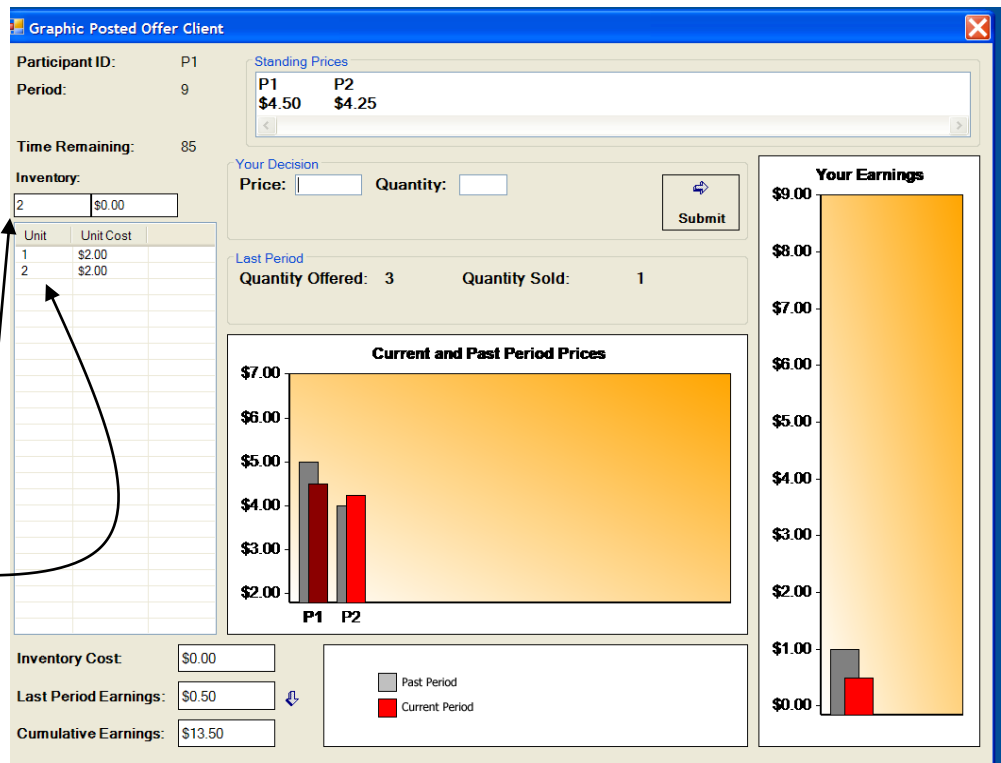 Graphic Posted Offer Client
Participant ID: P1
Period: 9
Time Remaining: 85
Inventory:
2 $0.00
Unit Unit Cost
1 $2.00
2 $2.00
Standing Prices
P1 P2
$4.50 $4.25
Your Decision
Price: Quantity:
Submit
Last Period
Quantity Offered: 3 Quantity Sold: 1
Current and Past Period Prices
$7.00
$6.00
$5.00
$4.00
$3.00
$2.00
P1 P2
Your Earnings
$9.00
$8.00
$7.00
$6.00
$5.00
$4.00
$3.00
$2.00
$1.00
$0.00
Inventory Cost: $0.00
Last Period Earnings: $0.50
Cumulative Earnings: $13.50
Past Period
Current Period